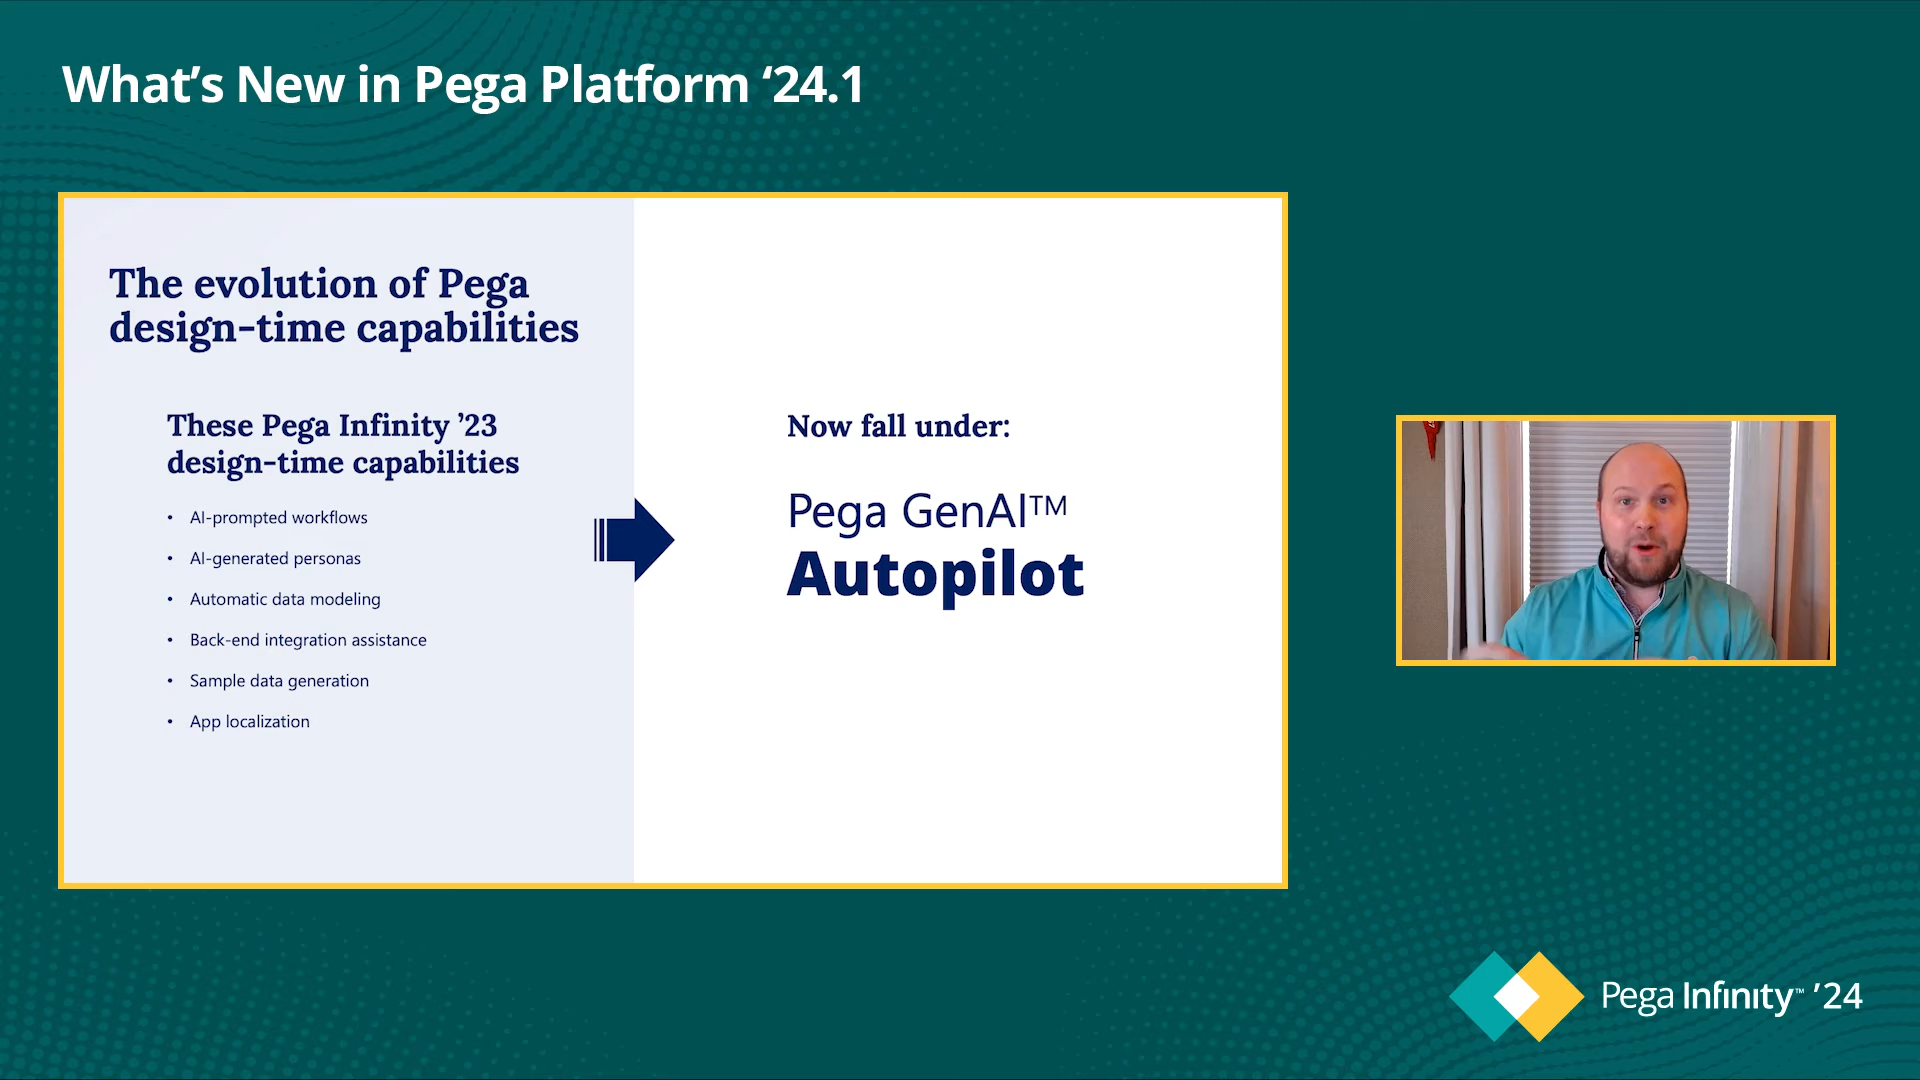 What’s New in Pega Platform ‘24.1
The evolution of Pega
design-time capabilities
These Pega Infinity ’23
design-time capabilities
• AI-prompted workflows
• AI-generated personas
• Automatic data modeling
• Back-end integration assistance
• Sample data generation
• App localization
Now fall under:
Pega GenAI™
Autopilot
Pega Infinity™ ’24